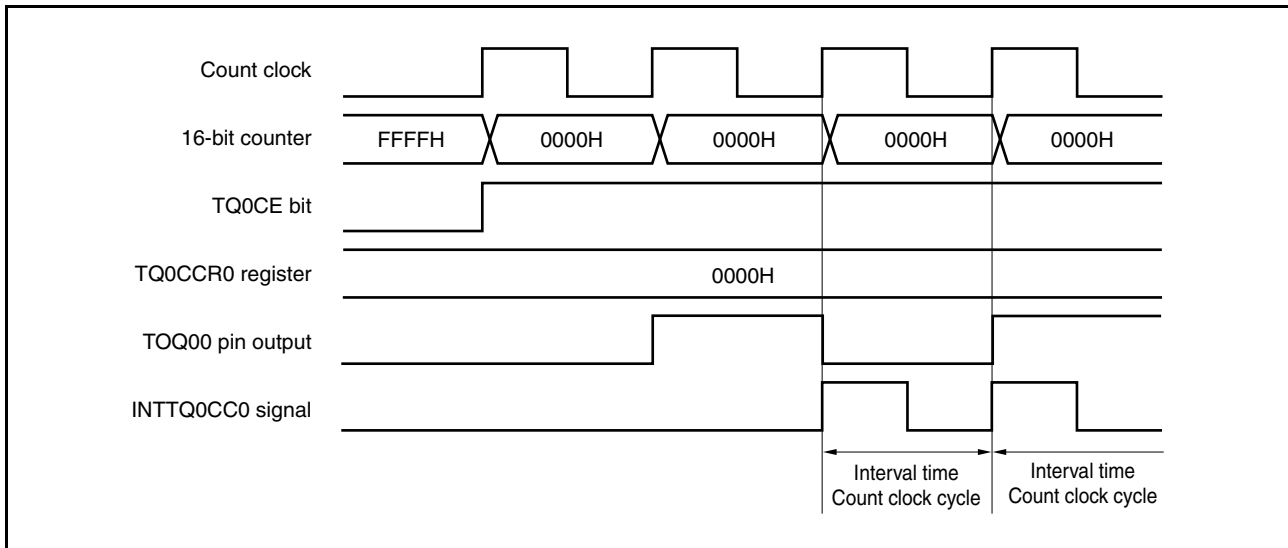 Count clock
16-bit counter
FFFFH
0000H
0000H
0000H
0000H
TQ0CE bit
TQ0CCR0 register
0000H
TOQ00 pin output
INTTQ0CC0 signal
Interval time
Count clock cycle
Interval time
Count clock cycle